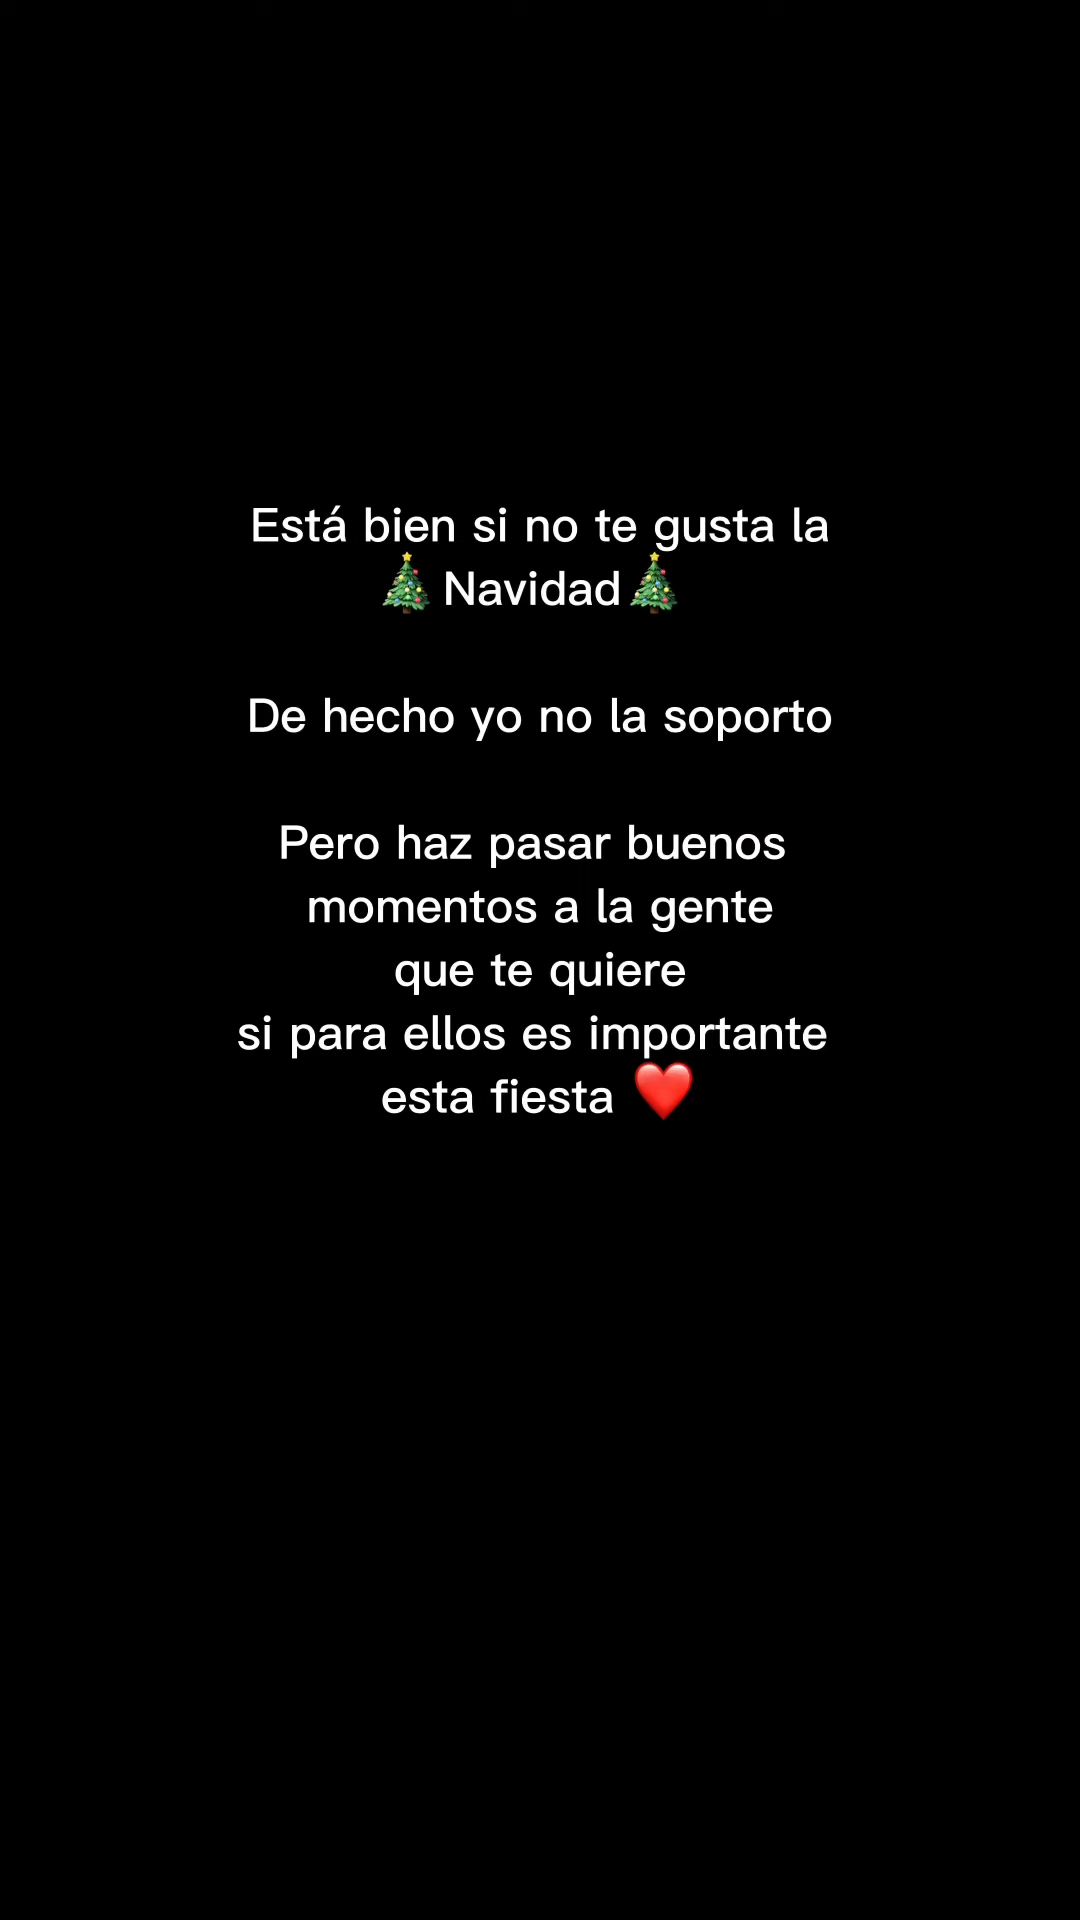 Está bien si no te gusta la
🎄 Navidad🎄
De hecho yo no la soporto
Pero haz pasar buenos
momentos a la gente
que te quiere
si para ellos es importante
esta fiesta ❤️